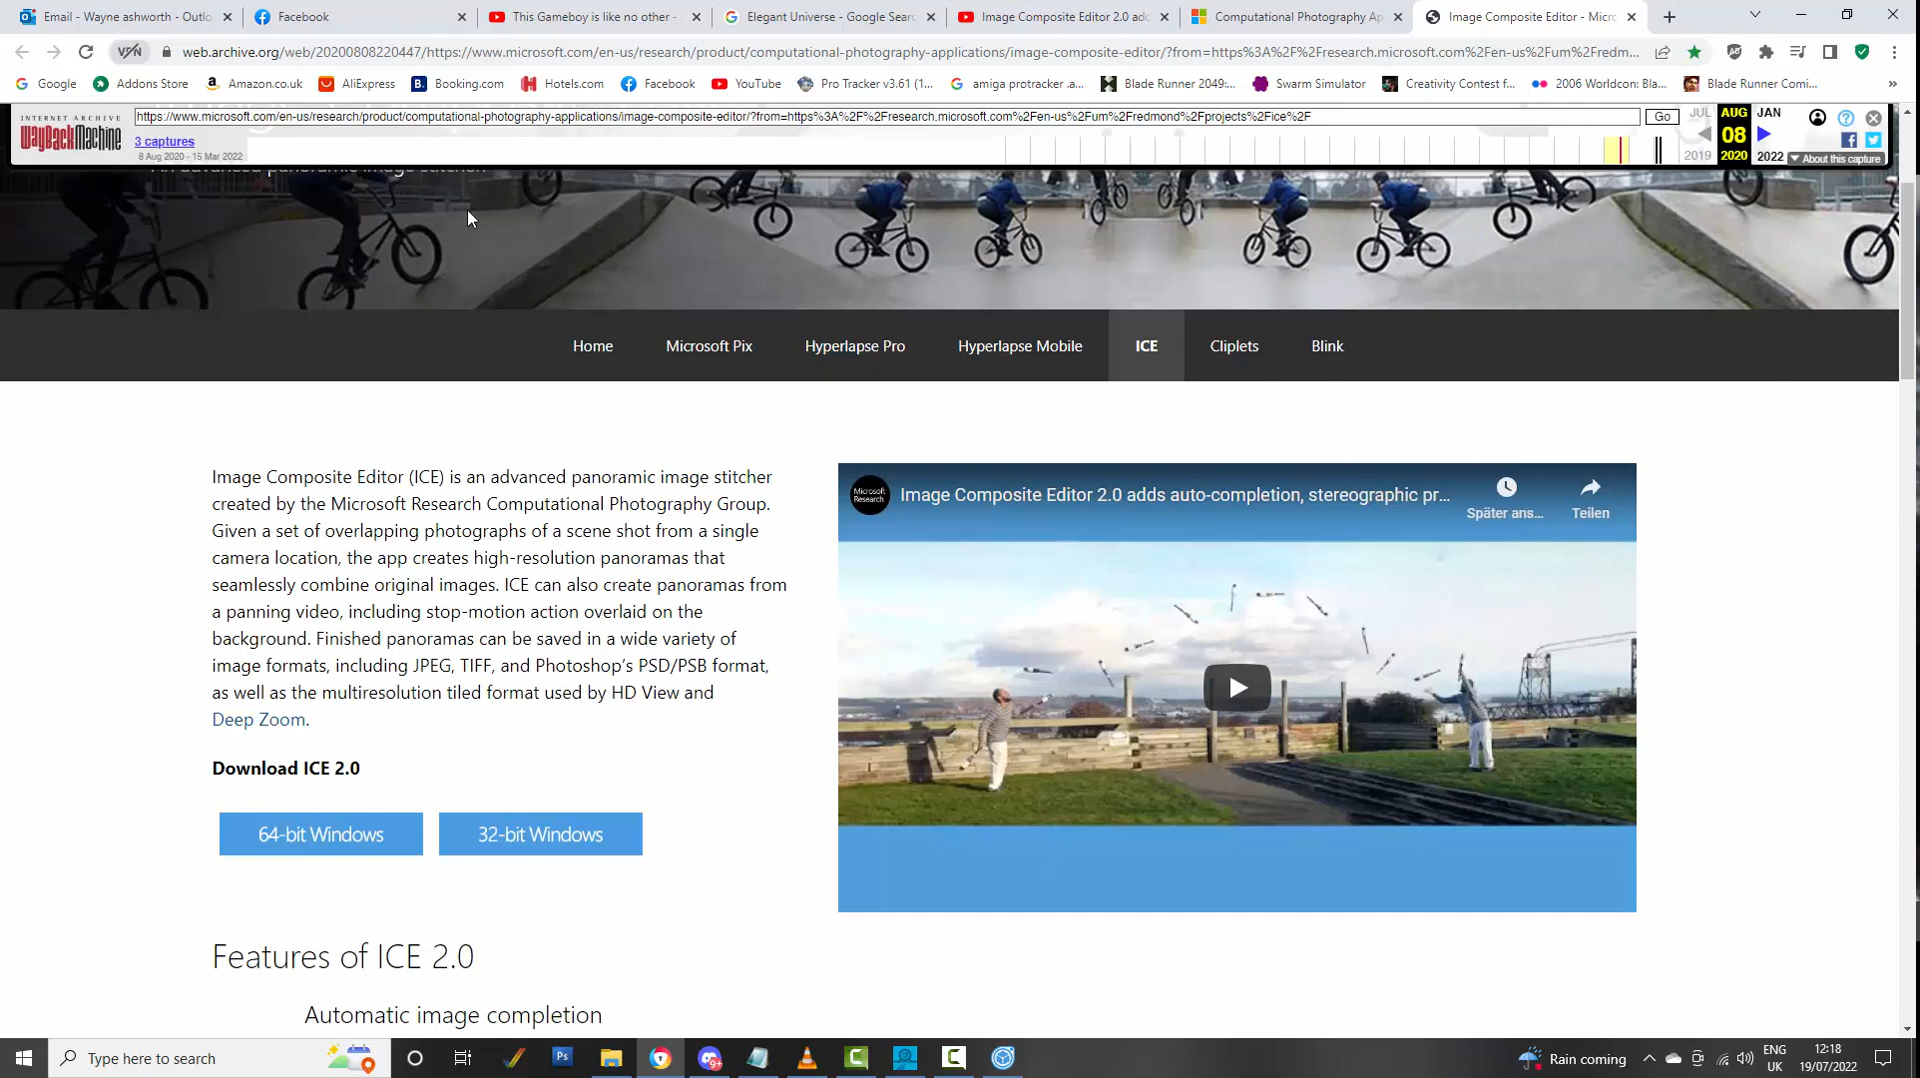 Email - Wayne ashworth - Outlo
Facebook
This Gameboy is like no other -
Elegant Universe - Google Searc
Image Composite Editor 2.0 add
Computational Photography Ap
Image Composite Editor - Micro
VPN
web.archive.org/web/20200808220447/https://www.microsoft.com/en-us/research/product/computational-photography-applications/image-composite-editor/?from=https%3A%2F%2Fresearch.microsoft.com%2Fen-us%2Fum%2Fredm...
Google
Addons Store
Amazon.co.uk
AliExpress
Booking.com
Hotels.com
Facebook
YouTube
Pro Tracker v3.61 (1...
amiga protracker .a...
Blade Runner 2049:...
Swarm Simulator
Creativity Contest f...
2006 Worldcon: Bla...
Blade Runner Comi...
INTERNET ARCHIVE
WayBackMachine
https://www.microsoft.com/en-us/research/product/computational-photography-applications/image-composite-editor/?from=https%3A%2F%2Fresearch.microsoft.com%2Fen-us%2Fum%2Fredmond%2Fprojects%2Fice%2F
Go
JUL
AUG
JAN
3 captures
8 Aug 2020 - 15 Mar 2022
08
2019
2020
2022
About this capture
An advanced panoramic image stitcher
Home
Microsoft Pix
Hyperlapse Pro
Hyperlapse Mobile
ICE
Cliplets
Blink
Image Composite Editor (ICE) is an advanced panoramic image stitcher
created by the Microsoft Research Computational Photography Group.
Given a set of overlapping photographs of a scene shot from a single
camera location, the app creates high-resolution panoramas that
seamlessly combine original images. ICE can also create panoramas from
a panning video, including stop-motion action overlaid on the
background. Finished panoramas can be saved in a wide variety of
image formats, including JPEG, TIFF, and Photoshop's PSD/PSB format,
as well as the multiresolution tiled format used by HD View and
Deep Zoom.
Download ICE 2.0
64-bit Windows
32-bit Windows
Microsoft
Research
Image Composite Editor 2.0 adds auto-completion, stereographic pr...
Später ans...
Teilen
Features of ICE 2.0
Automatic image completion
Type here to search
Ps
9+
Rain coming
ENG
UK
12:18
19/07/2022